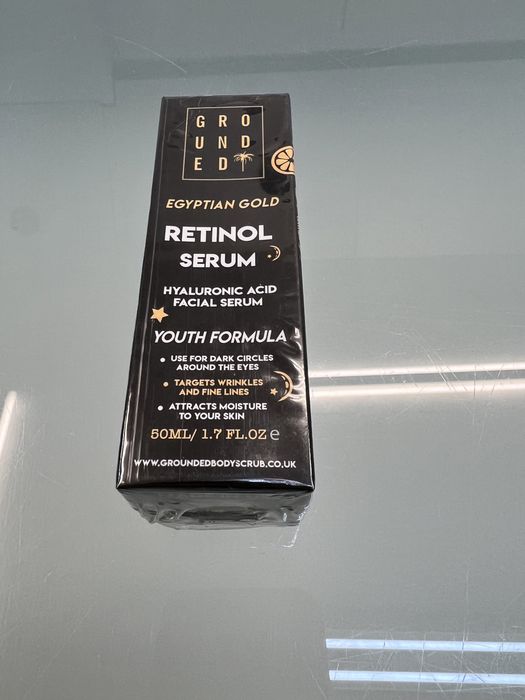 GRO
UND
ED
EGYPTIAN GOLD
RETINOL
SERUM
HYALURONIC ACID
FACIAL SERUM
YOUTH FORMULA
• USE FOR DARK CIRCLES
AROUND THE EYES
• TARGETS WRINKLES
AND FINE LINES
• ATTRACTS MOISTURE
TO YOUR SKIN
50ML/ 1.7 FL.OZ e
WWW.GROUNDEDBODYSCRUB.CO.UK